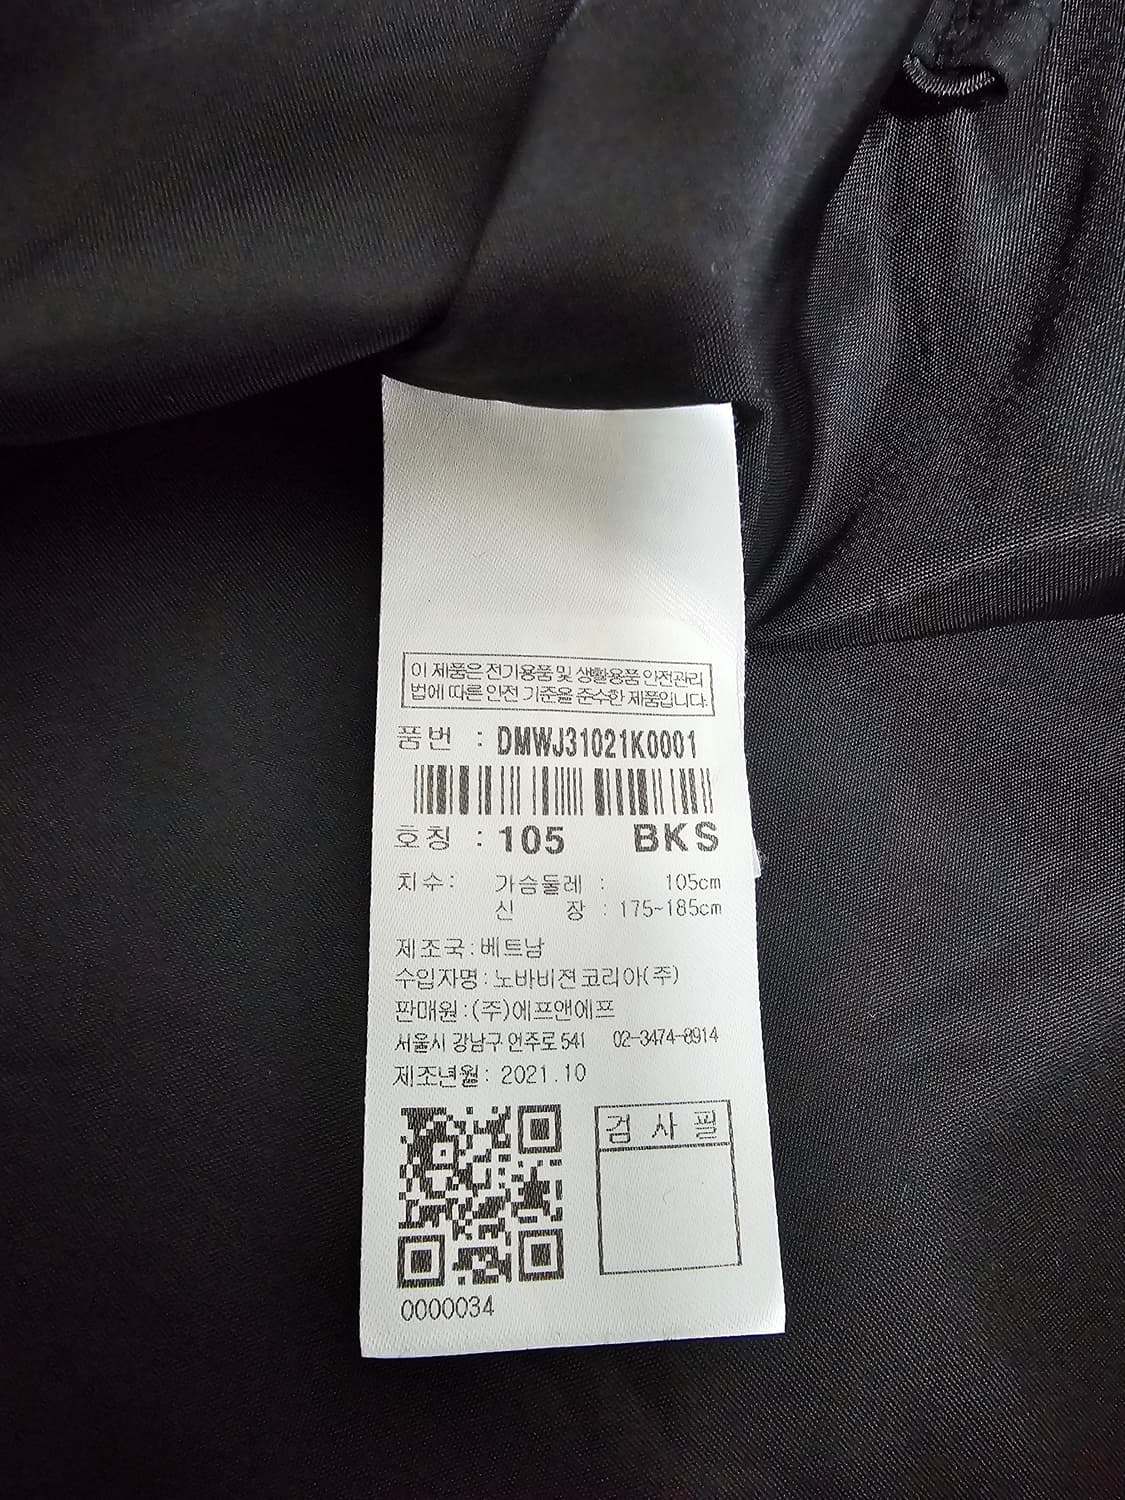 이 제품은 전기용품 및 생활용품 안전관리
법에 따른 안전 기준을 준수한 제품입니다.
품번 : DMWJ31021K0001
호칭 : 105 BKS
치수: 가슴둘레 : 105cm
신 장 : 175~185cm
제조국:베트남
수입자명:노바비젼코리아(주)
판매원:(주)에프앤에프
서울시 강남구 언주로541 02-3474-8914
제조년월: 2021.10
검 사 필
0000034